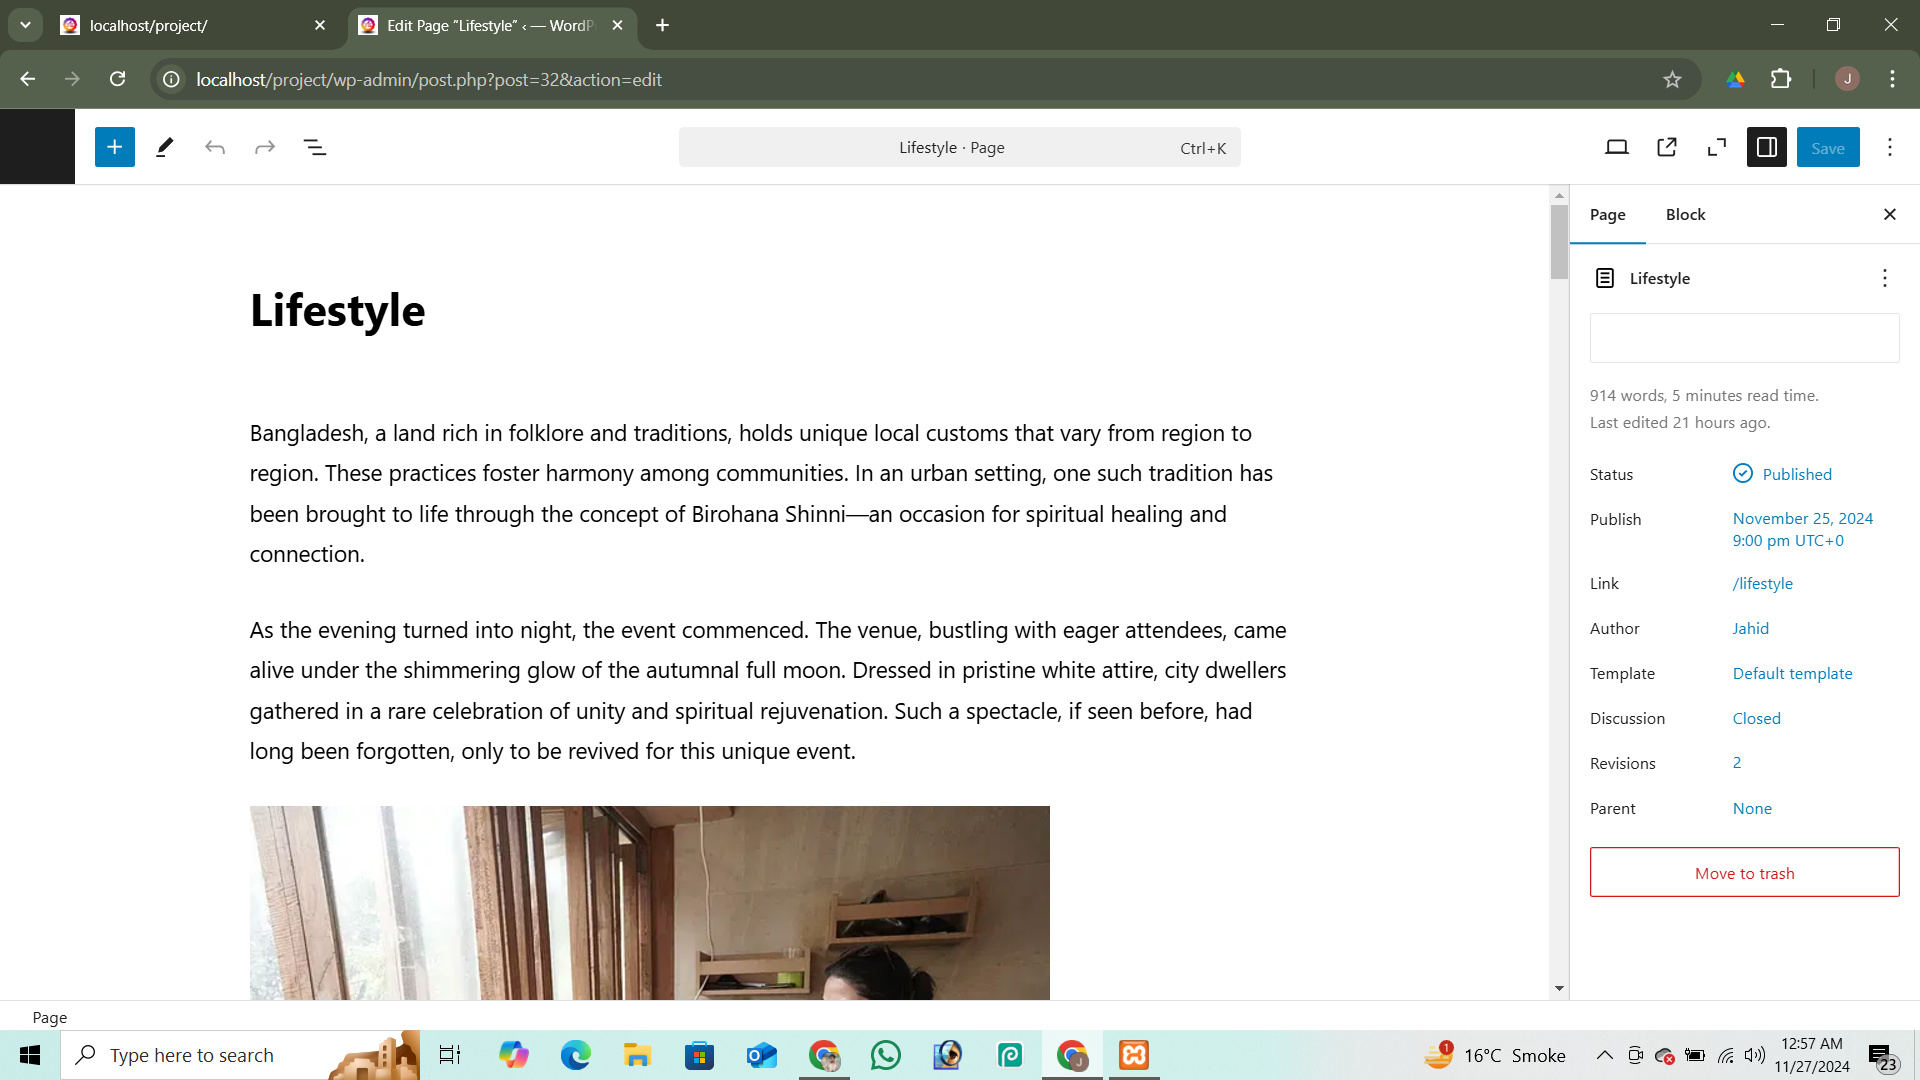 localhost/project/
Edit Page “Lifestyle” ‹ — WordP
localhost/project/wp-admin/post.php?post=32&action=edit
J
Lifestyle · Page
Ctrl+K
Save
Page
Block
Lifestyle
Lifestyle
914 words, 5 minutes read time.
Last edited 21 hours ago.
Status
Published
Publish
November 25, 2024
9:00 pm UTC+0
Link
/lifestyle
Author
Jahid
Template
Default template
Discussion
Closed
Revisions
2
Parent
None
Move to trash
Bangladesh, a land rich in folklore and traditions, holds unique local customs that vary from region to
region. These practices foster harmony among communities. In an urban setting, one such tradition has
been brought to life through the concept of Birohana Shinni—an occasion for spiritual healing and
connection.
As the evening turned into night, the event commenced. The venue, bustling with eager attendees, came
alive under the shimmering glow of the autumnal full moon. Dressed in pristine white attire, city dwellers
gathered in a rare celebration of unity and spiritual rejuvenation. Such a spectacle, if seen before, had
long been forgotten, only to be revived for this unique event.
Page
Type here to search
1
16°C Smoke
12:57 AM
11/27/2024
23